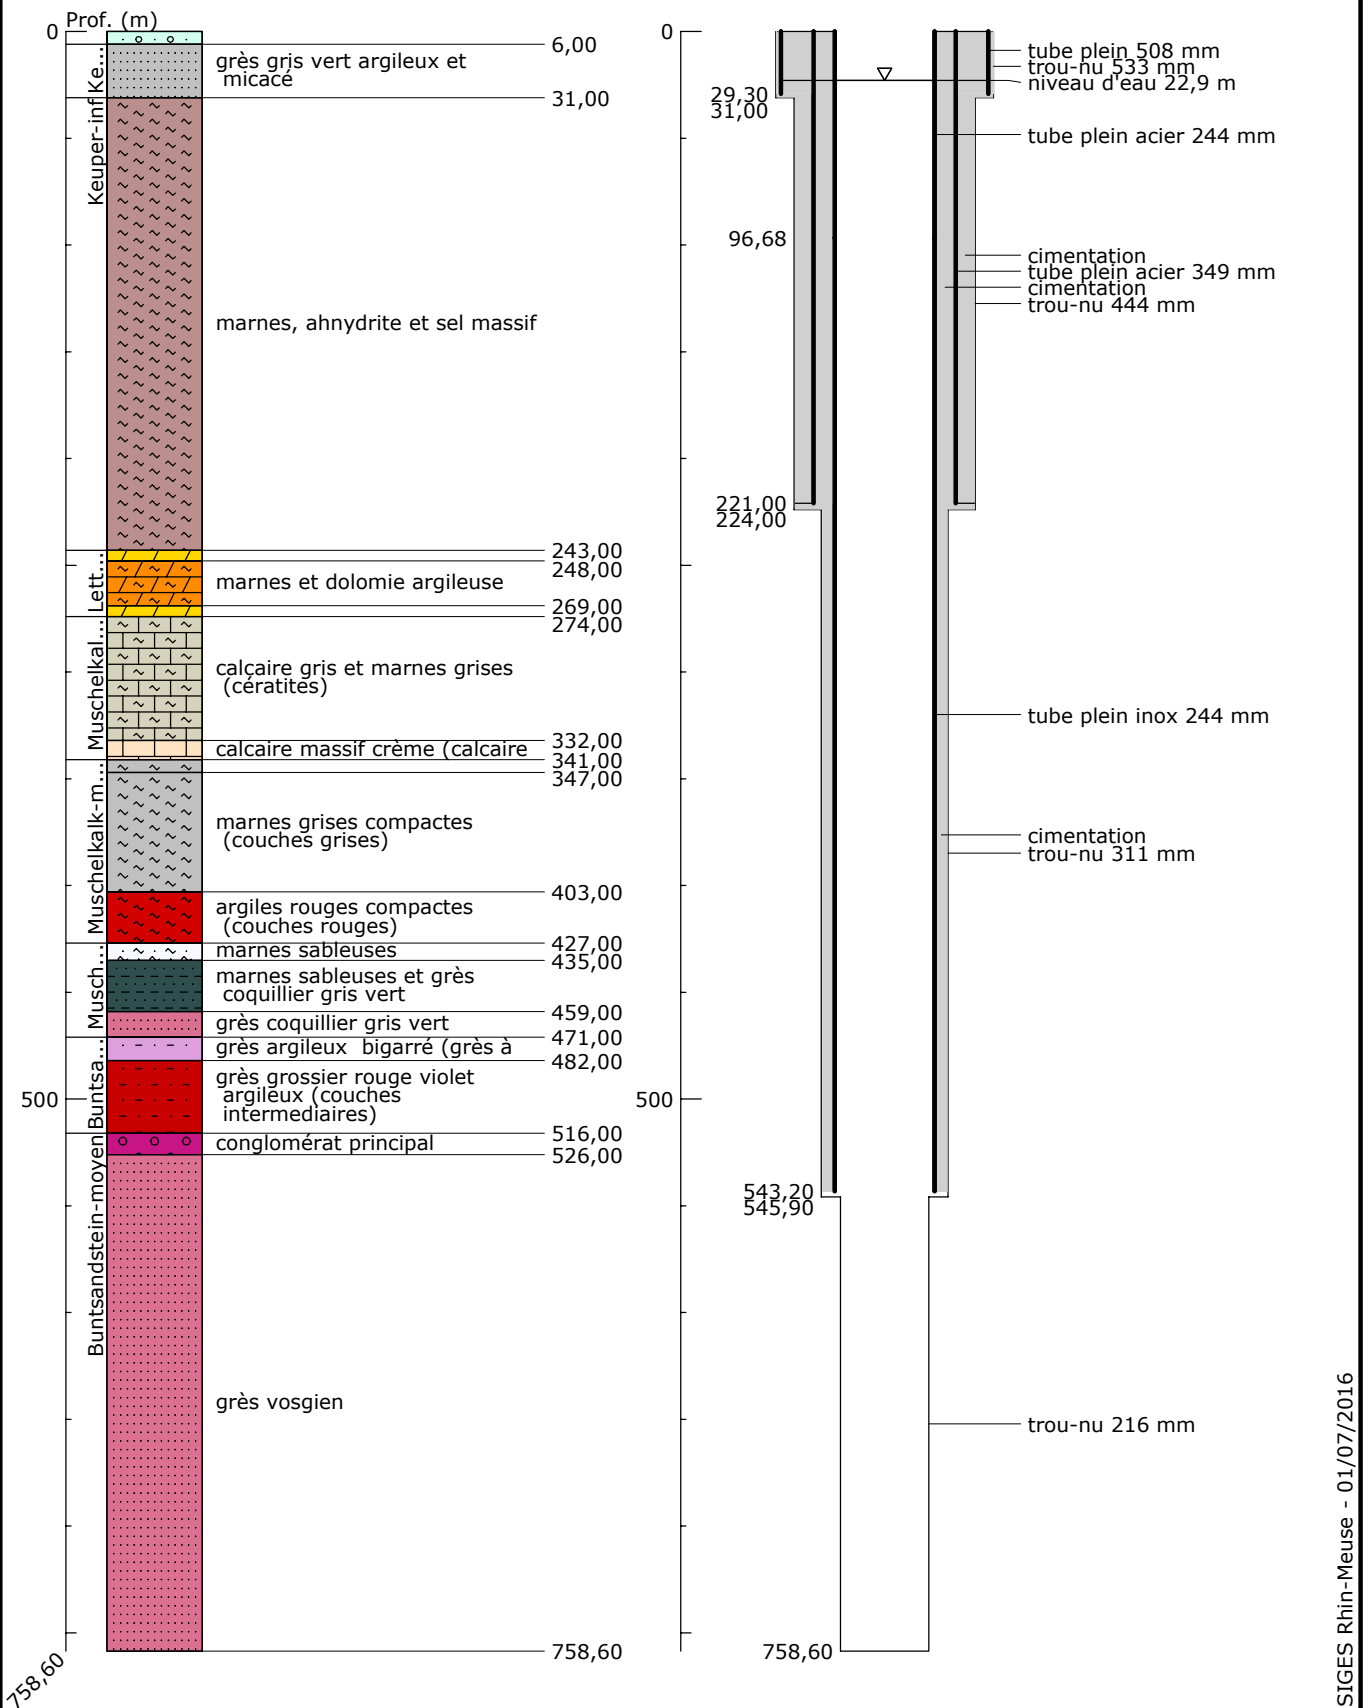 Prof. (m)
0
6,00
grès gris vert argileux et
micacé
31,00
Ke...
Keuper-inf
marnes, ahnydrite et sel massif
243,00
248,00
Lett...
marnes et dolomie argileuse
269,00
274,00
Muschelkal...
calcaire gris et marnes grises
(cératites)
332,00
calcaire massif crème (calcaire
341,00
347,00
Muschelkalk-m...
marnes grises compactes
(couches grises)
403,00
argiles rouges compactes
(couches rouges)
427,00
marnes sableuses
435,00
Musch...
marnes sableuses et grès
coquillier gris vert
459,00
grès coquillier gris vert
471,00
grès argileux  bigarré (grès à
482,00
Buntsa...
grès grossier rouge violet
argileux (couches
intermediaires)
500
516,00
conglomérat principal
526,00
Buntsandstein-moyen
grès vosgien
758,60
758,60
0
tube plein 508 mm
trou-nu 533 mm
niveau d'eau 22,9 m
29,30
31,00
tube plein acier 244 mm
96,68
cimentation
tube plein acier 349 mm
cimentation
trou-nu 444 mm
221,00
224,00
tube plein inox 244 mm
cimentation
trou-nu 311 mm
500
543,20
545,90
trou-nu 216 mm
758,60
SIGES Rhin-Meuse - 01/07/2016